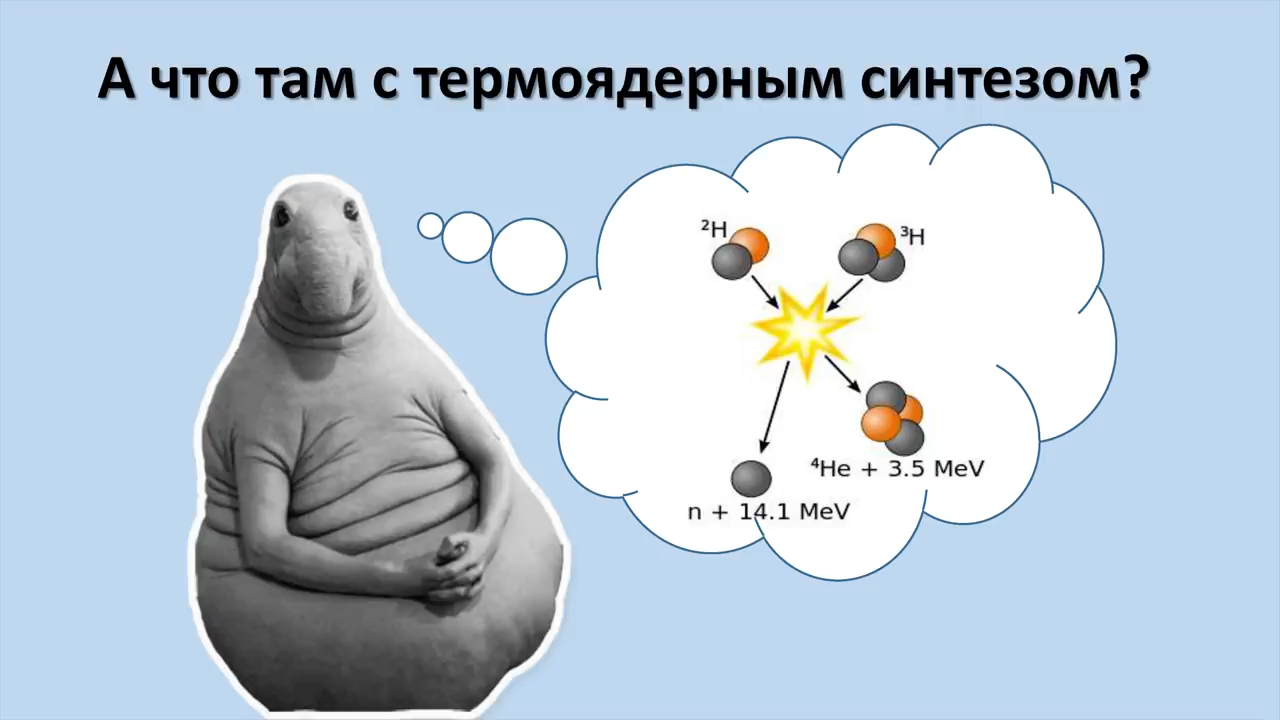 А что там с термоядерным синтезом?
²H
³H
⁴He + 3.5 MeV
n + 14.1 MeV